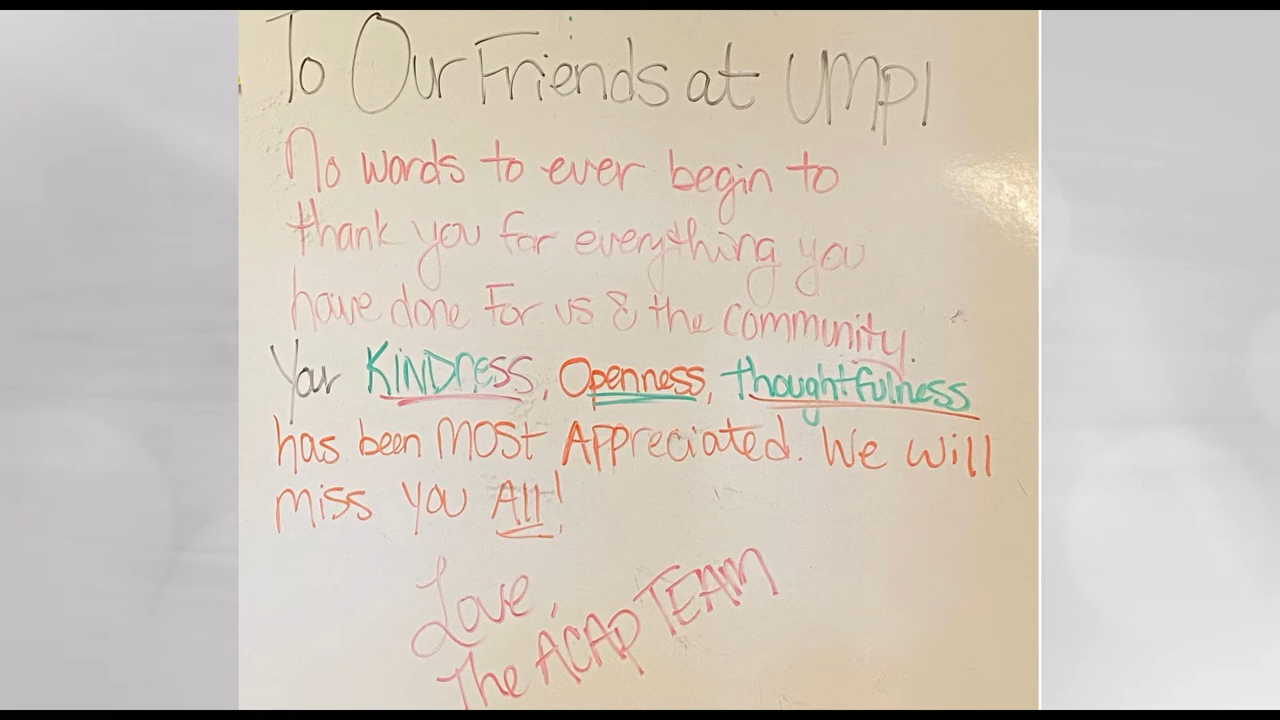 To Our Friends at UMPI
No words to ever begin to
thank you for everything you
have done For us & the community.
Your KiNDness, Openness, thoughtfulness
has been MOST APPreciated. We will
miss you All!
Love,
The ACAP TEAM